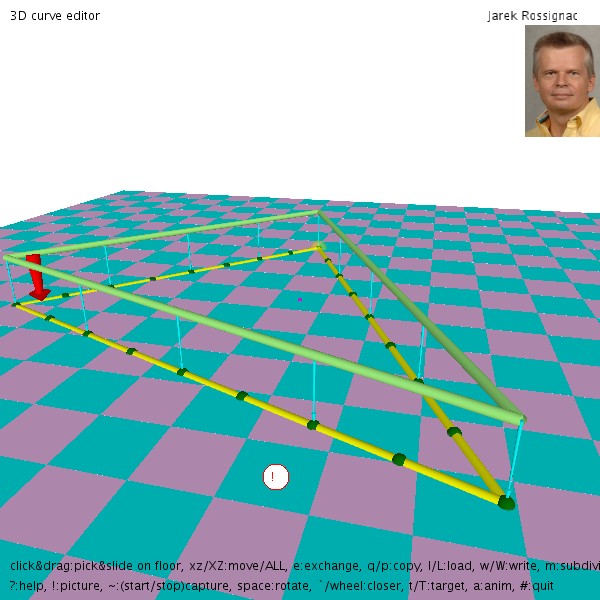 3D curve editor
Jarek Rossignac
!
click&drag:pick&slide on floor, xz/XZ:move/ALL, e:exchange, q/p:copy, l/L:load, w/W:write, m:subdivi
?:help, !:picture, ~:(start/stop)capture, space:rotate, `/wheel:closer, t/T:target, a:anim, #:quit